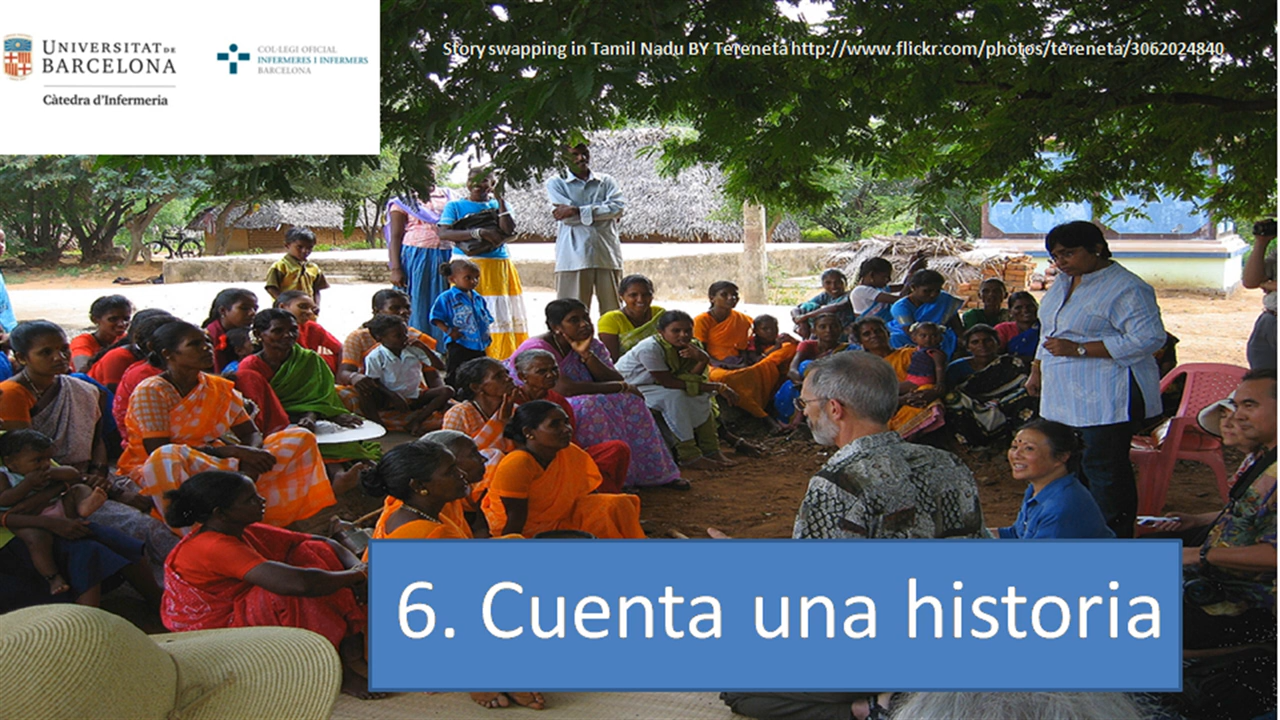 UNIVERSITAT DE
BARCELONA
Càtedra d'Infermeria
COL·LEGI OFICIAL
INFERMERES I INFERMERS
BARCELONA
Story swapping in Tamil Nadu BY Tereneta http://www.flickr.com/photos/tereneta/3062024840
6. Cuenta una historia